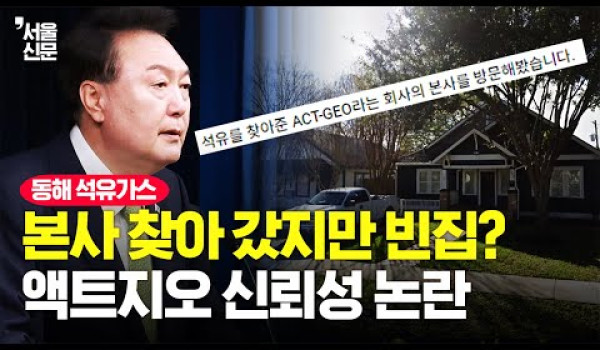 서울
신문
석유를 찾아준 ACT-GEO라는 회사의 본사를 방문해봤습니다.
동해 석유가스
본사 찾아 갔지만 빈집?
액트지오 신뢰성 논란